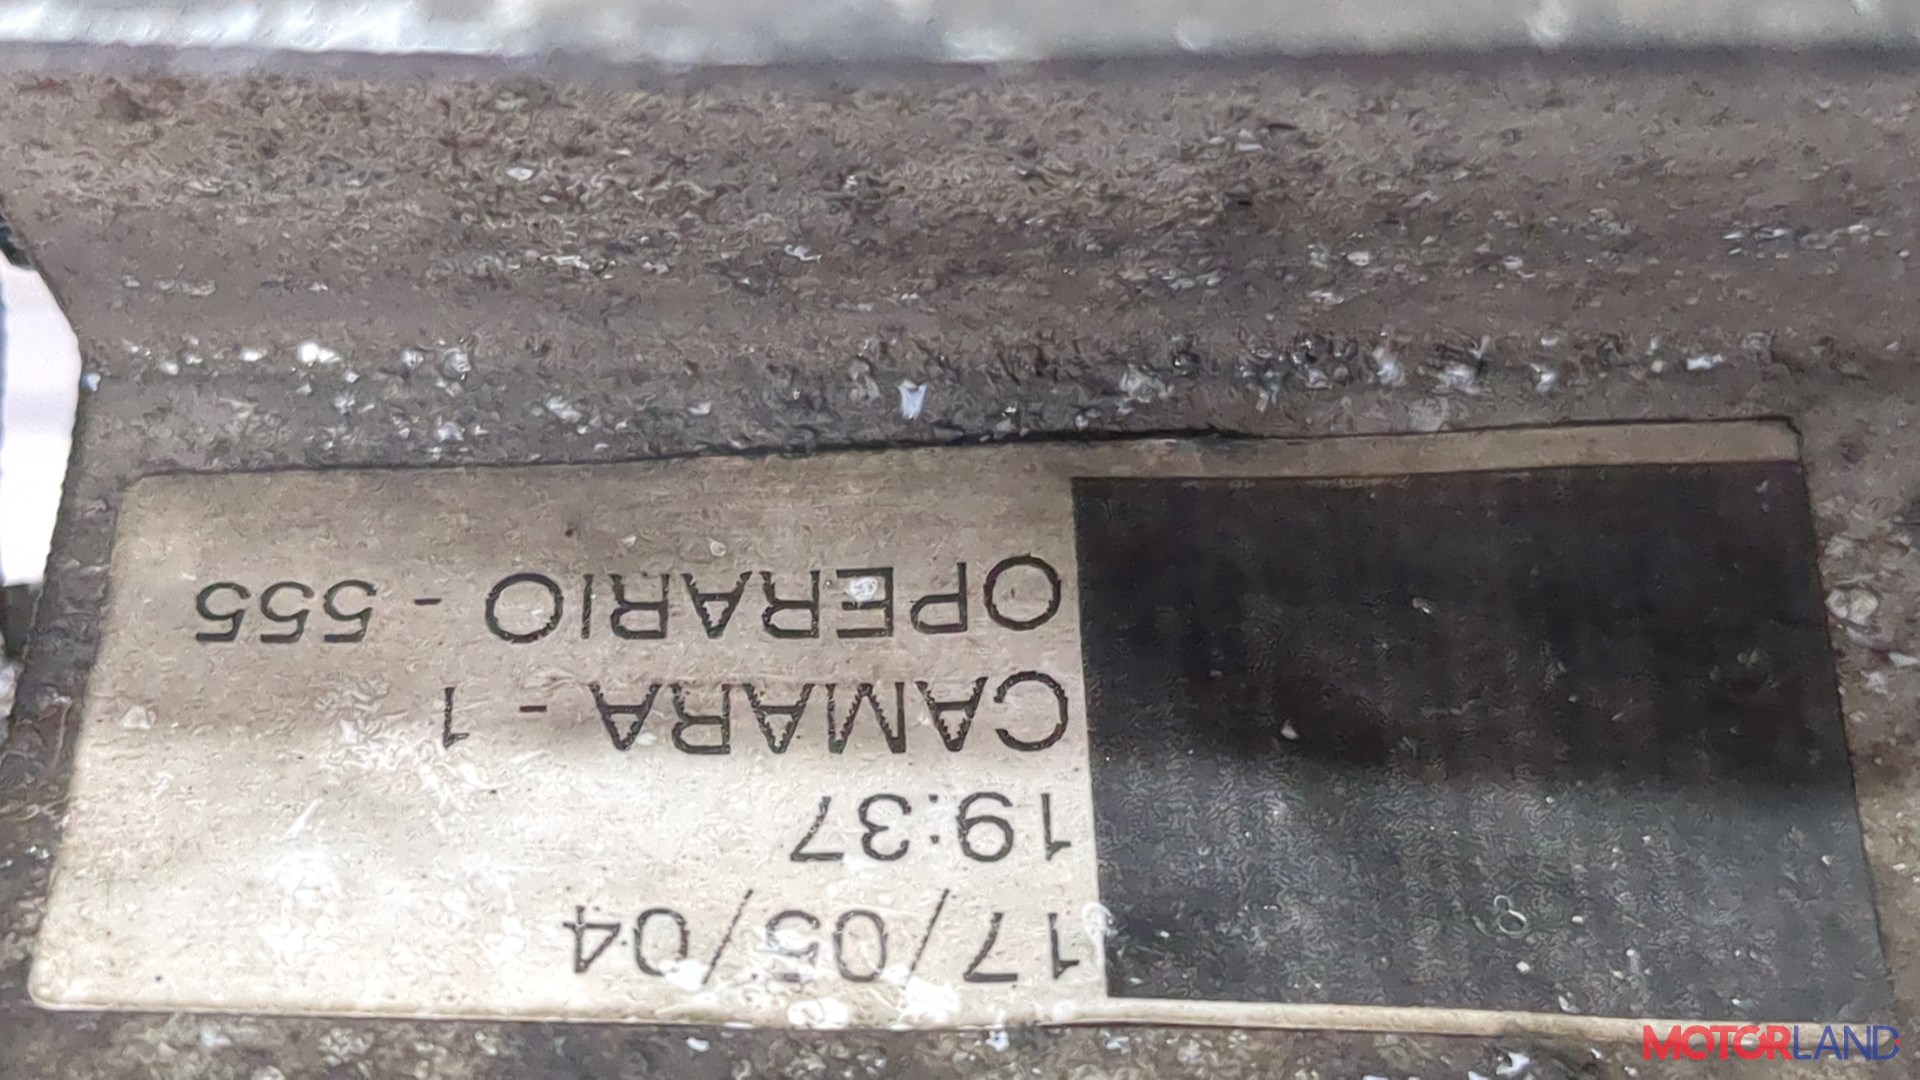 17/05/04
19:37
CAMARA - 1
OPERARIO - 555
MOTORLAND